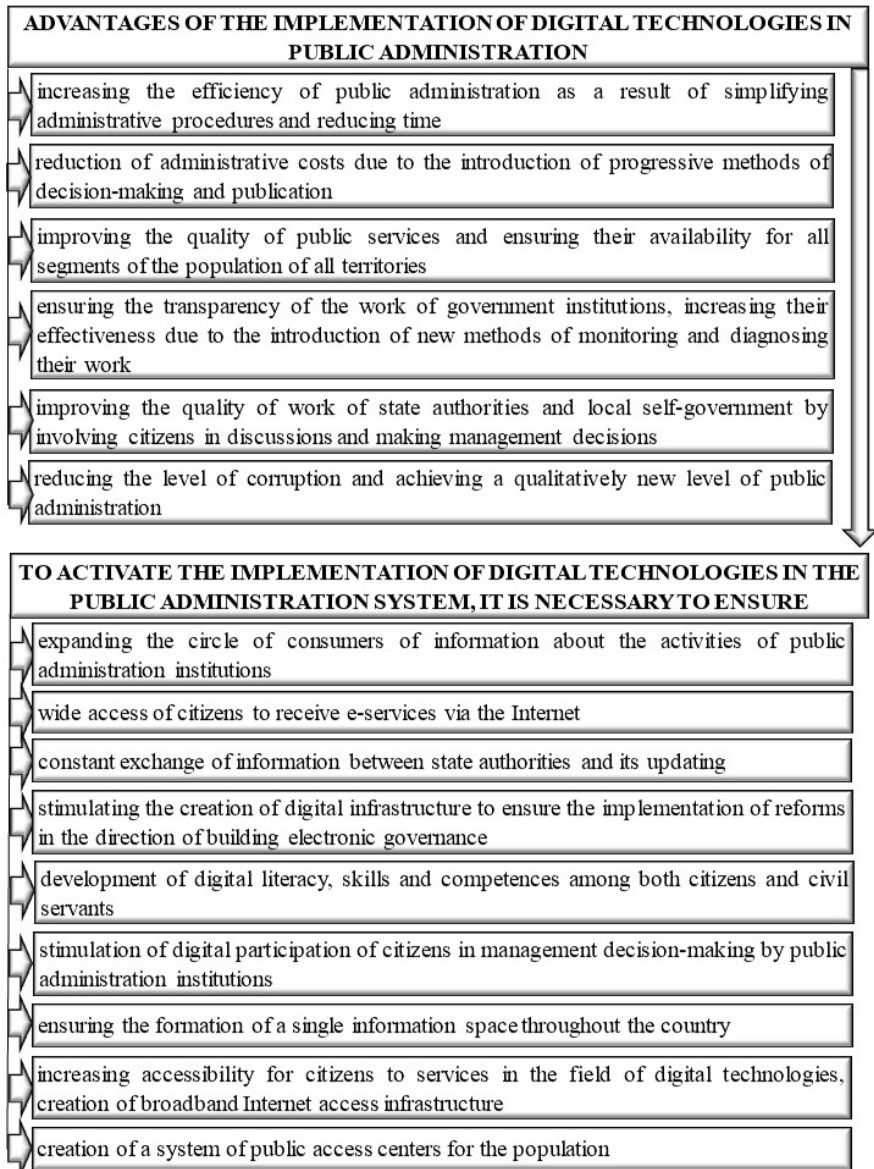 ADVANTAGES OF THE IMPLEMENTATION OF DIGITAL TECHNOLOGIES IN
PUBLIC ADMINISTRATION
increasing the efficiency of public administration as a result of simplifying
administrative procedures and reducing time
reduction of administrative costs due to the introduction of progressive methods of
decision-making and publication
improving the quality of public services and ensuring their availability for all
segments of the population of all territories
ensuring the transparency of the work of government institutions, increasing their
effectiveness due to the introduction of new methods of monitoring and diagnosing
their work
improving the quality of work of state authorities and local self-government by
involving citizens in discussions and making management decisions
reducing the level of corruption and achieving a qualitatively new level of public
administration
TO ACTIVATE THE IMPLEMENTATION OF DIGITAL TECHNOLOGIES IN THE
PUBLIC ADMINISTRATION SYSTEM, IT IS NECESSARY TO ENSURE
expanding the circle of consumers of information about the activities of public
administration institutions
wide access of citizens to receive e-services via the Internet
constant exchange of information between state authorities and its updating
stimulating the creation of digital infrastructure to ensure the implementation of reforms
in the direction of building electronic governance
development of digital literacy, skills and competences among both citizens and civil
servants
stimulation of digital participation of citizens in management decision-making by public
administration institutions
ensuring the formation of a single information space throughout the country
increasing accessibility for citizens to services in the field of digital technologies,
creation of broadband Internet access infrastructure
creation of a system of public access centers for the population